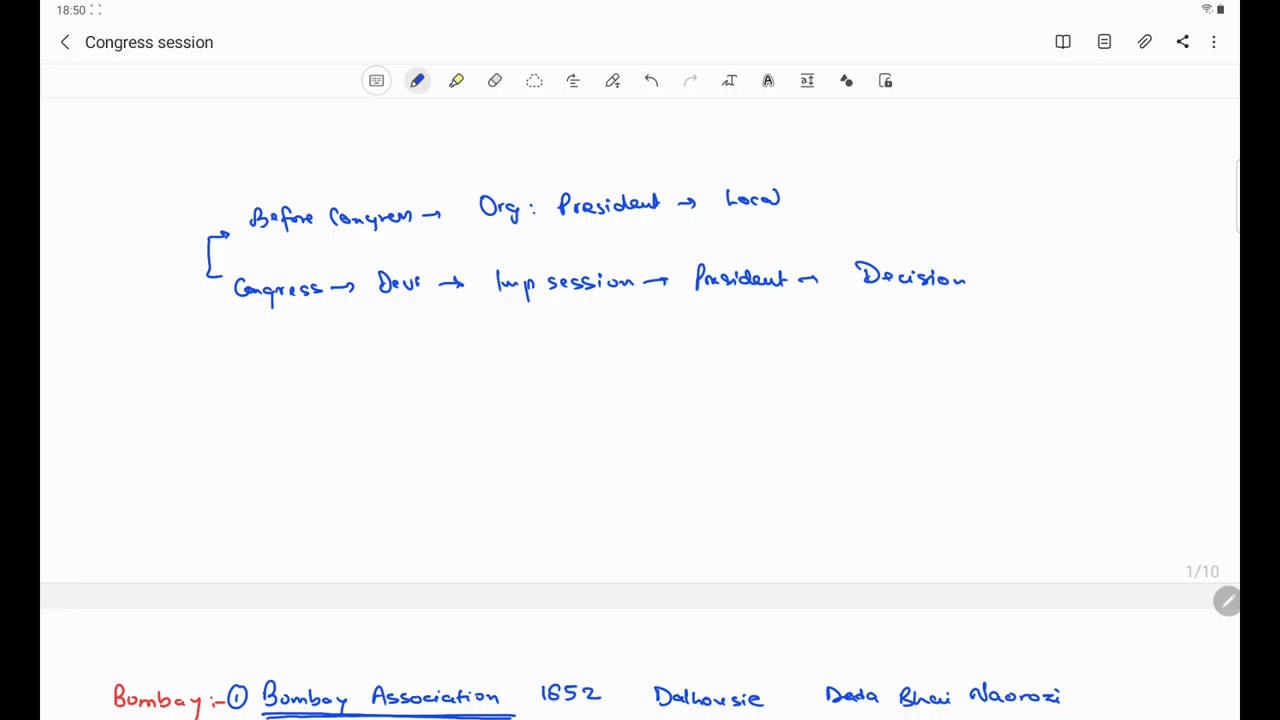 18:50
Congress session
Before Congress → Org: President → Local
Congress → Dev → Imp session → President → Decision
1/10
Bombay:- ① Bombay Association 1852 Dalhousie Dada Bhai Naorozi